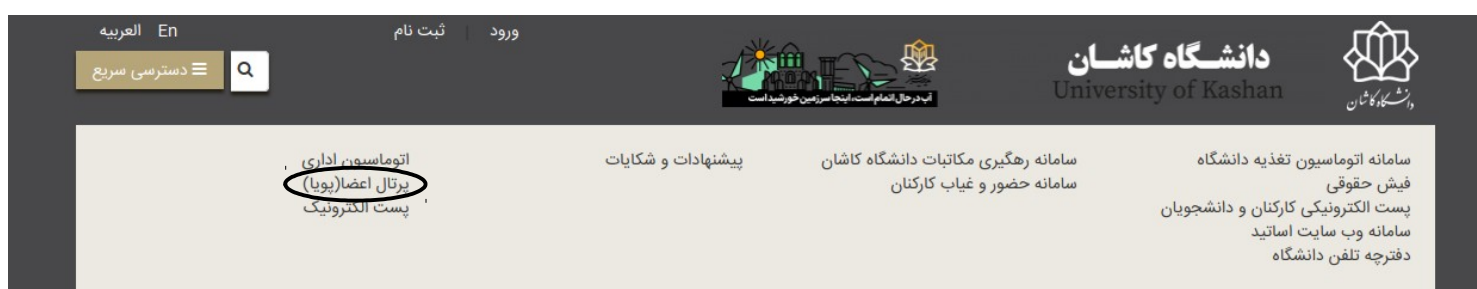 دانشگاه کاشان
دانشــگاه کاشــان
University of Kashan
آب در حال اتمام است، اینجا سرزمین خورشید است
ورود | ثبت نام
En العربیه
دسترسی سریع
سامانه اتوماسیون تغذیه دانشگاه
فیش حقوقی
پست الکترونیکی کارکنان و دانشجویان
سامانه وب سایت اساتید
دفترچه تلفن دانشگاه
سامانه رهگیری مکاتبات دانشگاه کاشان
سامانه حضور و غیاب کارکنان
پیشنهادات و شکایات
اتوماسیون اداری
پرتال اعضا(پویا)
پست الکترونیک